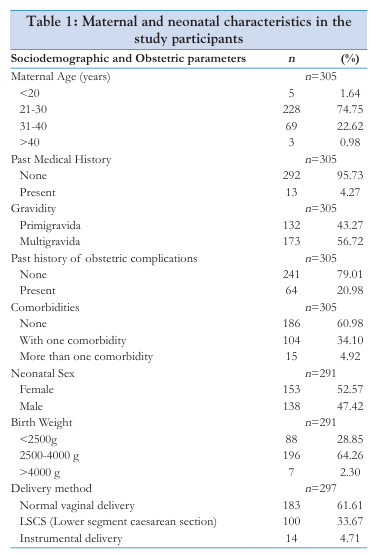 Table 1: Maternal and neonatal characteristics in the
study participants
Sociodemographic and Obstetric parameters n (%)
Maternal Age (years) n=305
<20 5 1.64
21-30 228 74.75
31-40 69 22.62
>40 3 0.98
Past Medical History n=305
None 292 95.73
Present 13 4.27
Gravidity n=305
Primigravida 132 43.27
Multigravida 173 56.72
Past history of obstetric complications n=305
None 241 79.01
Present 64 20.98
Comorbidities n=305
None 186 60.98
With one comorbidity 104 34.10
More than one comorbidity 15 4.92
Neonatal Sex n=291
Female 153 52.57
Male 138 47.42
Birth Weight n=291
<2500g 88 28.85
2500-4000 g 196 64.26
>4000 g 7 2.30
Delivery method n=297
Normal vaginal delivery 183 61.61
LSCS (Lower segment caesarean section) 100 33.67
Instrumental delivery 14 4.71